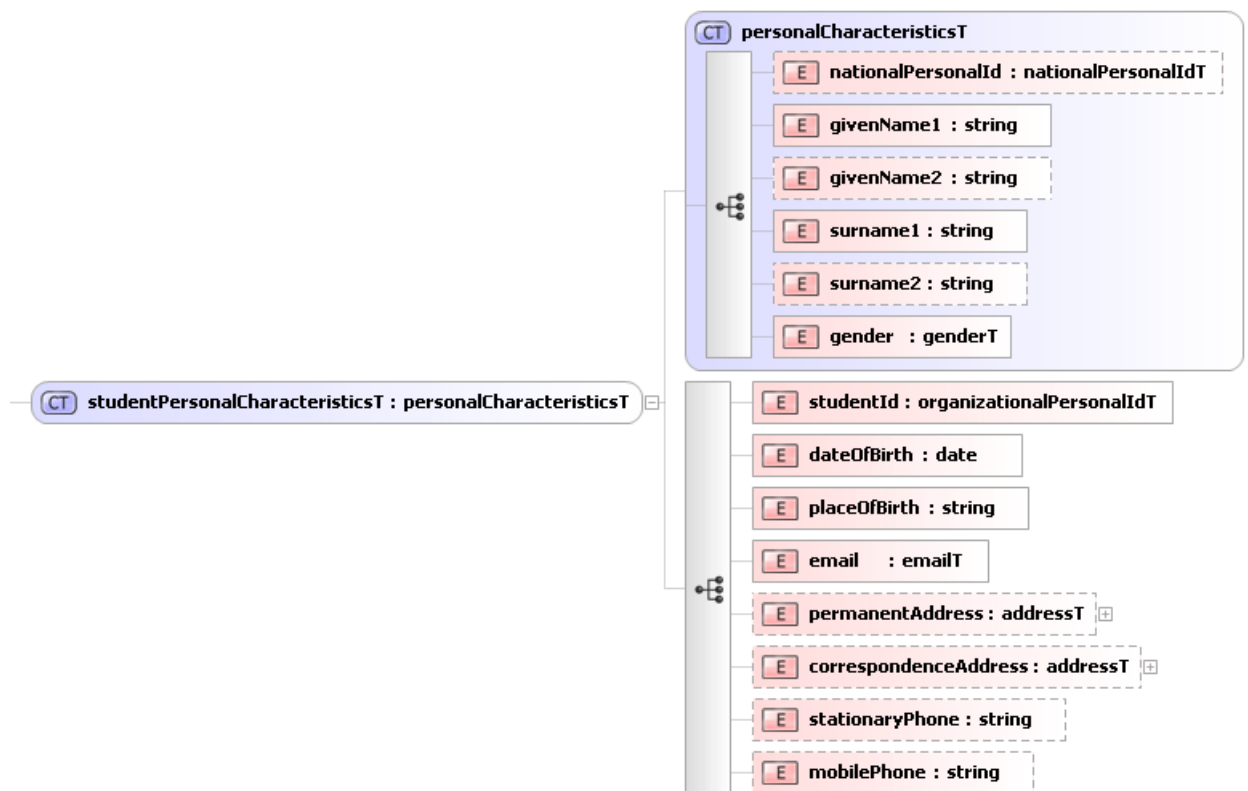 CT personalCharacteristicsT
E nationalPersonalId : nationalPersonalIdT
E givenName1 : string
E givenName2 : string
E surname1 : string
E surname2 : string
E gender : genderT
CT studentPersonalCharacteristicsT : personalCharacteristicsT
E studentId : organizationalPersonalIdT
E dateOfBirth : date
E placeOfBirth : string
E email : emailT
E permanentAddress : addressT
E correspondenceAddress : addressT
E stationaryPhone : string
E mobilePhone : string